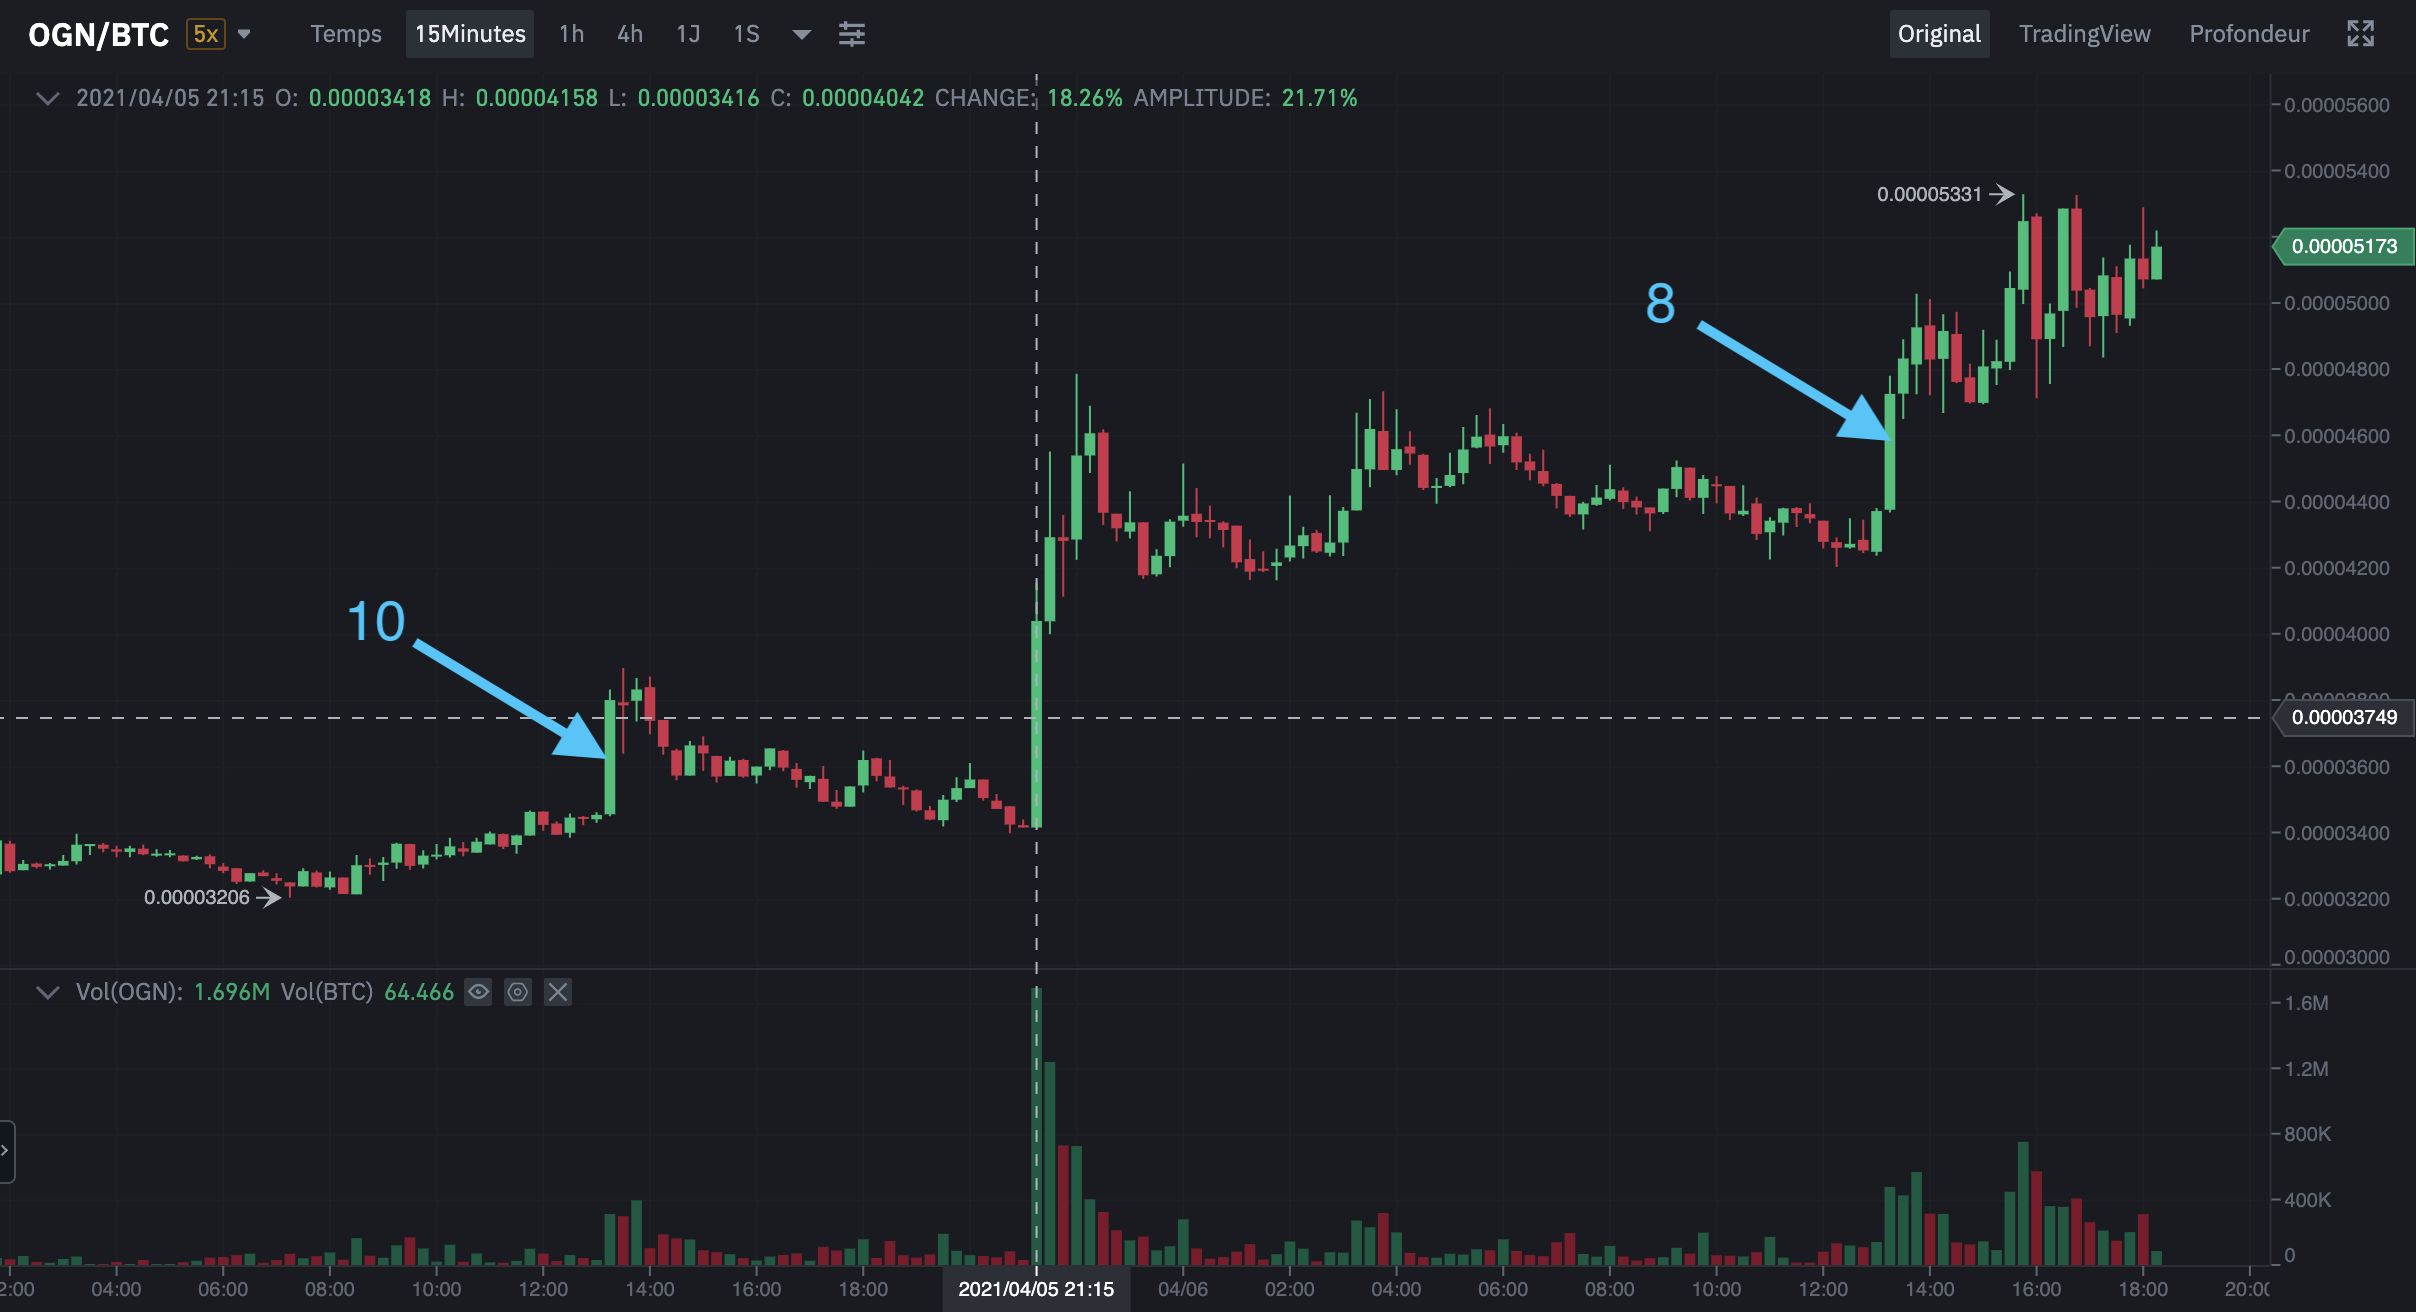 OGN/BTC 5x Temps 15Minutes 1h 4h 1J 1S Original TradingView Profondeur
2021/04/05 21:15 O: 0.00003418 H: 0.00004158 L: 0.00003416 C: 0.00004042 CHANGE: 18.26% AMPLITUDE: 21.71%
0.00005600
0.00005400
0.00005331
0.00005173
0.00005000
8
0.00004800
0.00004600
0.00004400
0.00004200
10
0.00004000
0.00003800
0.00003749
0.00003600
0.00003400
0.00003206
0.00003200
0.00003000
Vol(OGN): 1.696M Vol(BTC) 64.466
1.6M
1.2M
800K
400K
0
2:00 04:00 06:00 08:00 10:00 12:00 14:00 16:00 18:00 2021/04/05 21:15 04/06 02:00 04:00 06:00 08:00 10:00 12:00 14:00 16:00 18:00 20:00